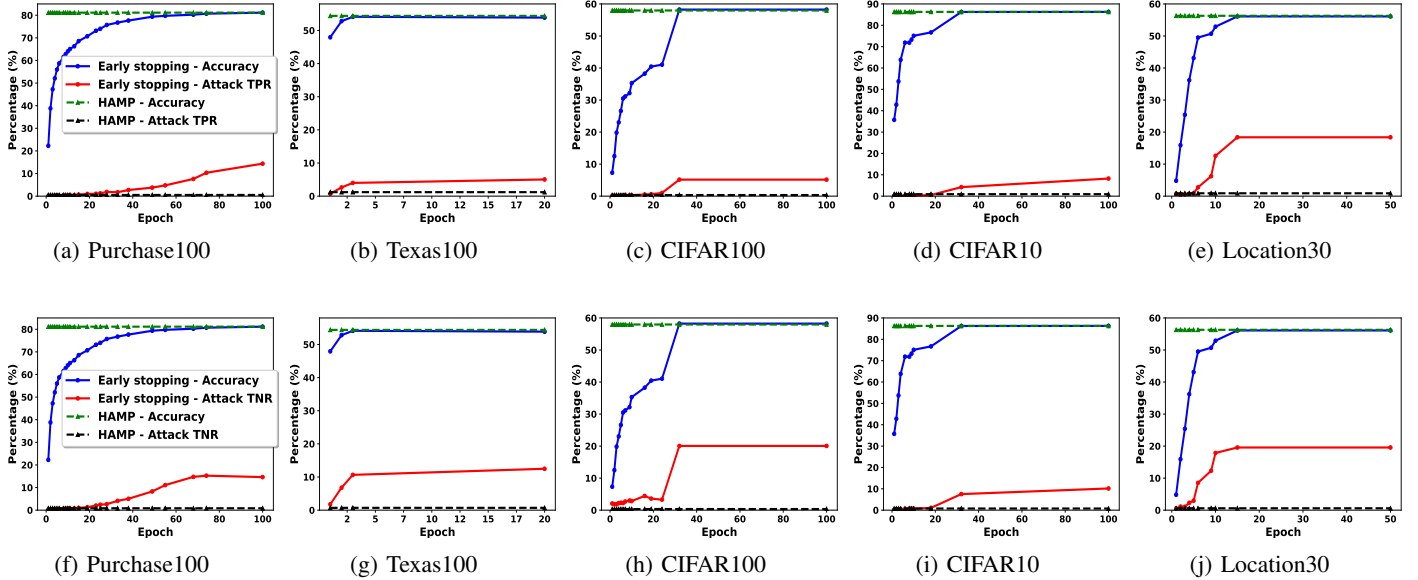 Percentage (%)
80
70
60
50
40
30
20
10
0
Early stopping - Accuracy
Early stopping - Attack TPR
HAMP - Accuracy
HAMP - Attack TPR
0 20 40 60 80 100
Epoch
(a) Purchase100
Percentage (%)
50
40
30
20
10
0
2 5 7 10 12 15 17 20
Epoch
(b) Texas100
Percentage (%)
60
50
40
30
20
10
0
0 20 40 60 80 100
Epoch
(c) CIFAR100
Percentage (%)
90
80
70
60
50
40
30
20
10
0
0 20 40 60 80 100
Epoch
(d) CIFAR10
Percentage (%)
60
50
40
30
20
10
0
0 10 20 30 40 50
Epoch
(e) Location30
Percentage (%)
80
70
60
50
40
30
20
10
0
Early stopping - Accuracy
Early stopping - Attack TNR
HAMP - Accuracy
HAMP - Attack TNR
0 20 40 60 80 100
Epoch
(f) Purchase100
Percentage (%)
50
40
30
20
10
0
2 5 7 10 12 15 17 20
Epoch
(g) Texas100
Percentage (%)
60
50
40
30
20
10
0
0 20 40 60 80 100
Epoch
(h) CIFAR100
Percentage (%)
90
80
70
60
50
40
30
20
10
0
0 20 40 60 80 100
Epoch
(i) CIFAR10
Percentage (%)
60
50
40
30
20
10
0
0 10 20 30 40 50
Epoch
(j) Location30